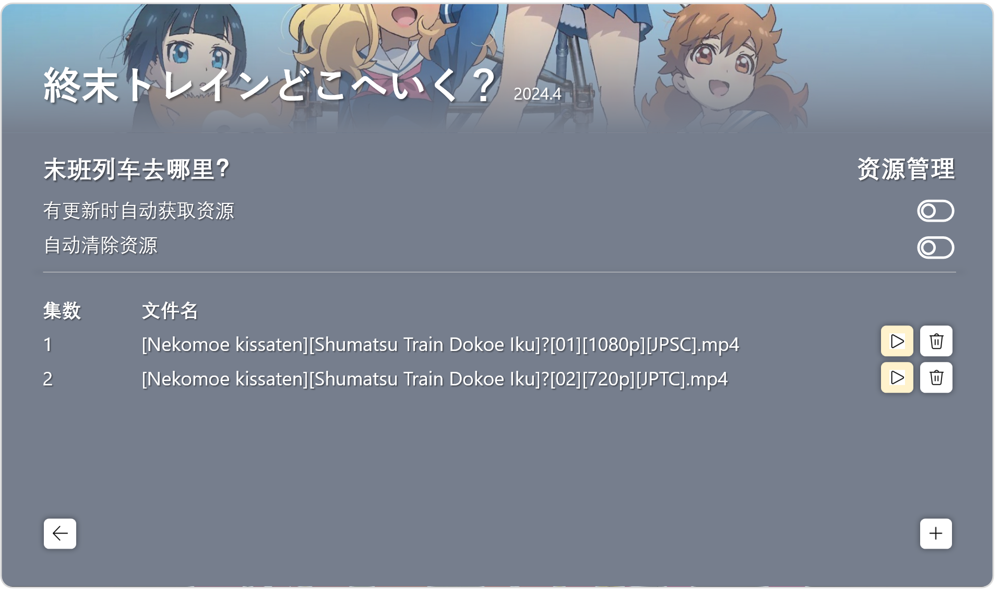 終末トレインどこへいく？ 2024.4
末班列车去哪里?
资源管理
有更新时自动获取资源
自动清除资源
集数 文件名
1 [Nekomoe kissaten][Shumatsu Train Dokoe Iku]?[01][1080p][JPSC].mp4
2 [Nekomoe kissaten][Shumatsu Train Dokoe Iku]?[02][720p][JPTC].mp4